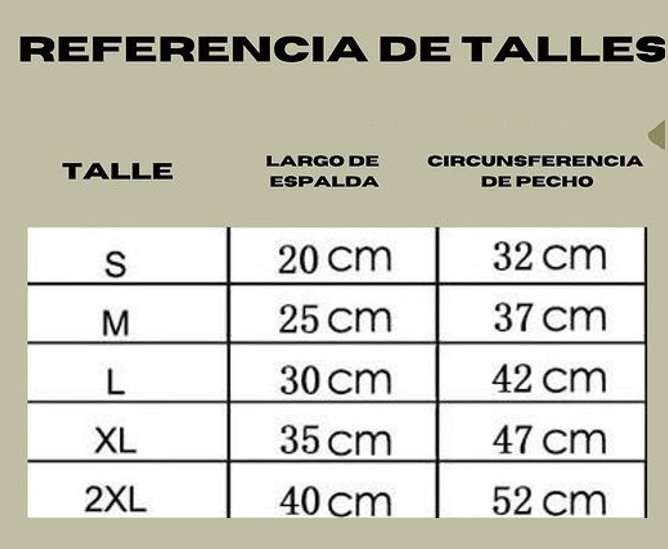 REFERENCIA DE TALLES
TALLE
LARGO DE
ESPALDA
CIRCUNSFERENCIA
DE PECHO
S 20 cm 32 cm
M 25 cm 37 cm
L 30 cm 42 cm
XL 35 cm 47 cm
2XL 40 cm 52 cm